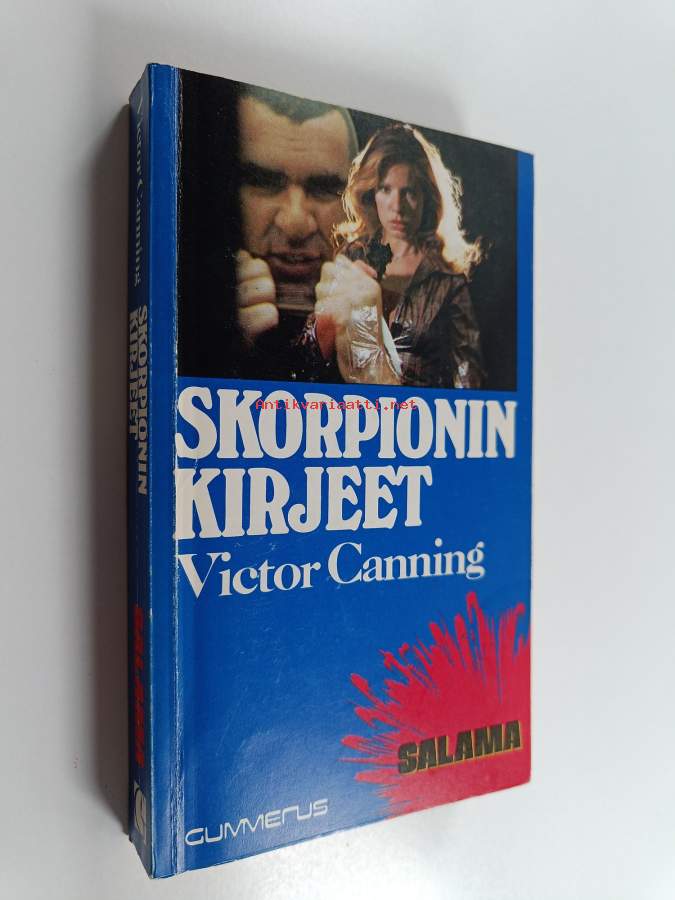 Victor Canning
SKORPIONIN
KIRJEET
SALAMA
Antikvariaatti.net
SKORPIONIN
KIRJEET
Victor Canning
SALAMA
GUMMERUS